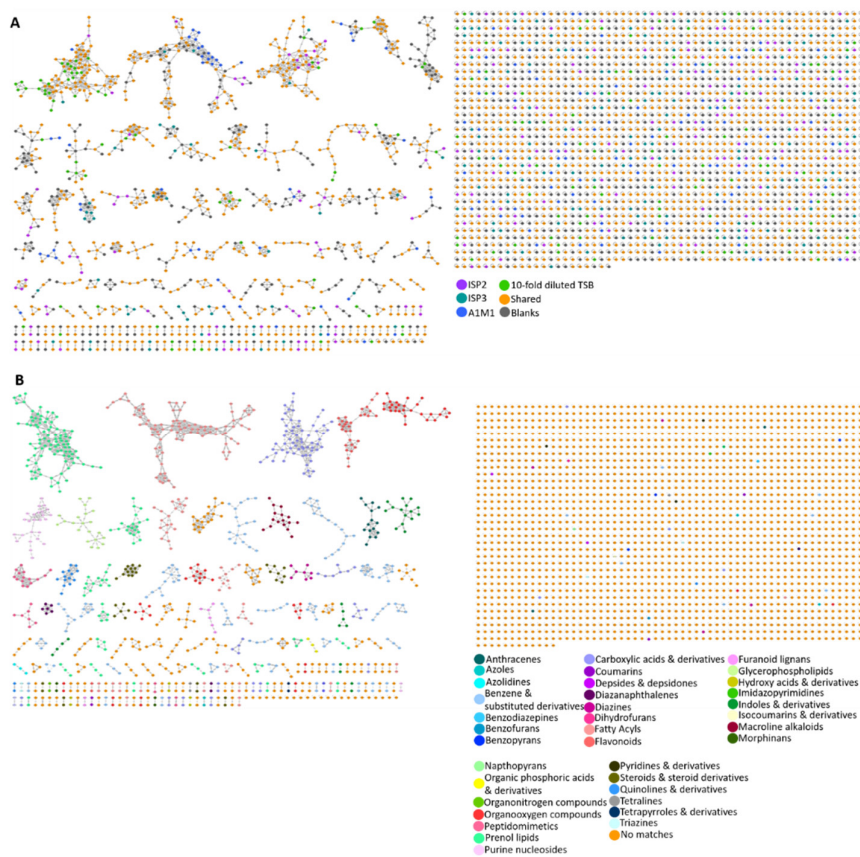 A
ISP2
10-fold diluted TSB
ISP3
Shared
A1M1
Blanks
B
Anthracenes
Azoles
Azolidines
Benzene &
substituted derivatives
Benzodiazepines
Benzofurans
Benzopyrans
Carboxylic acids & derivatives
Coumarins
Depsides & depsidones
Diazanaphthalenes
Diazines
Dihydrofurans
Fatty Acyls
Flavonoids
Furanoid lignans
Glycerophospholipids
Hydroxy acids & derivatives
Imidazopyrimidines
Indoles & derivatives
Isocoumarins & derivatives
Macroline alkaloids
Morphinans
Napthopyrans
Organic phosphoric acids
& derivatives
Organonitrogen compounds
Organooxygen compounds
Peptidomimetics
Prenol lipids
Purine nucleosides
Pyridines & derivatives
Steroids & steroid derivatives
Quinolines & derivatives
Tetralines
Tetrapyrroles & derivatives
Triazines
No matches